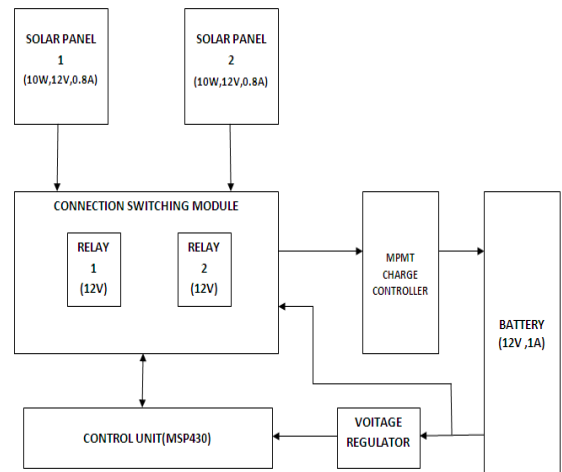 SOLAR PANEL
1
(10W,12V,0.8A)
SOLAR PANEL
2
(10W,12V,0.8A)
CONNECTION SWITCHING MODULE
RELAY
1
(12V)
RELAY
2
(12V)
MPMT
CHARGE
CONTROLLER
BATTERY
(12V ,1A)
CONTROL UNIT(MSP430)
VOITAGE
REGULATOR